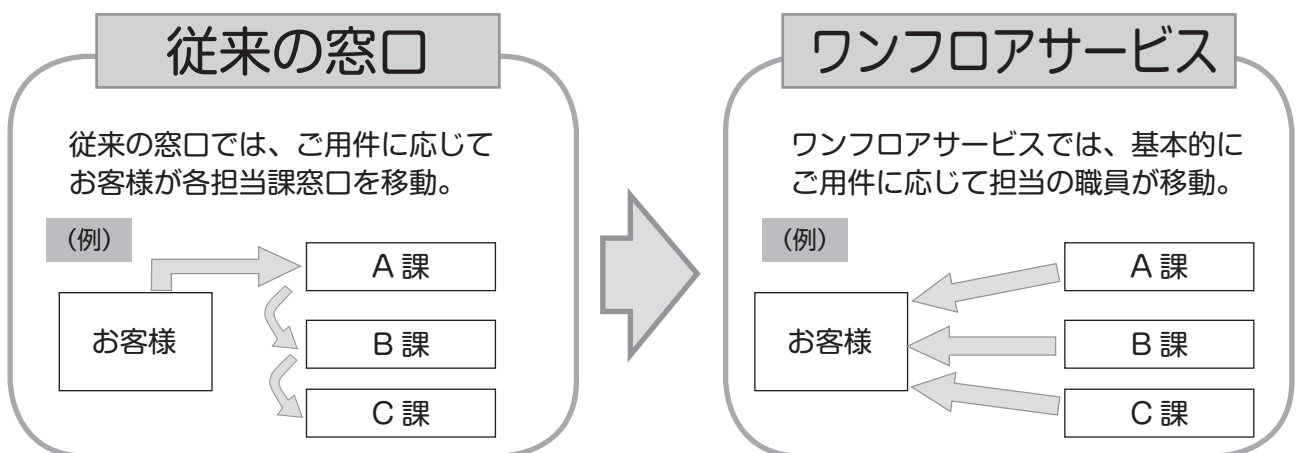 従来の窓口
従来の窓口では、ご用件に応じて
お客様が各担当課窓口を移動。
（例）
お客様
A 課
B 課
C 課
ワンフロアサービス
ワンフロアサービスでは、基本的に
ご用件に応じて担当の職員が移動。
（例）
お客様
A 課
B 課
C 課